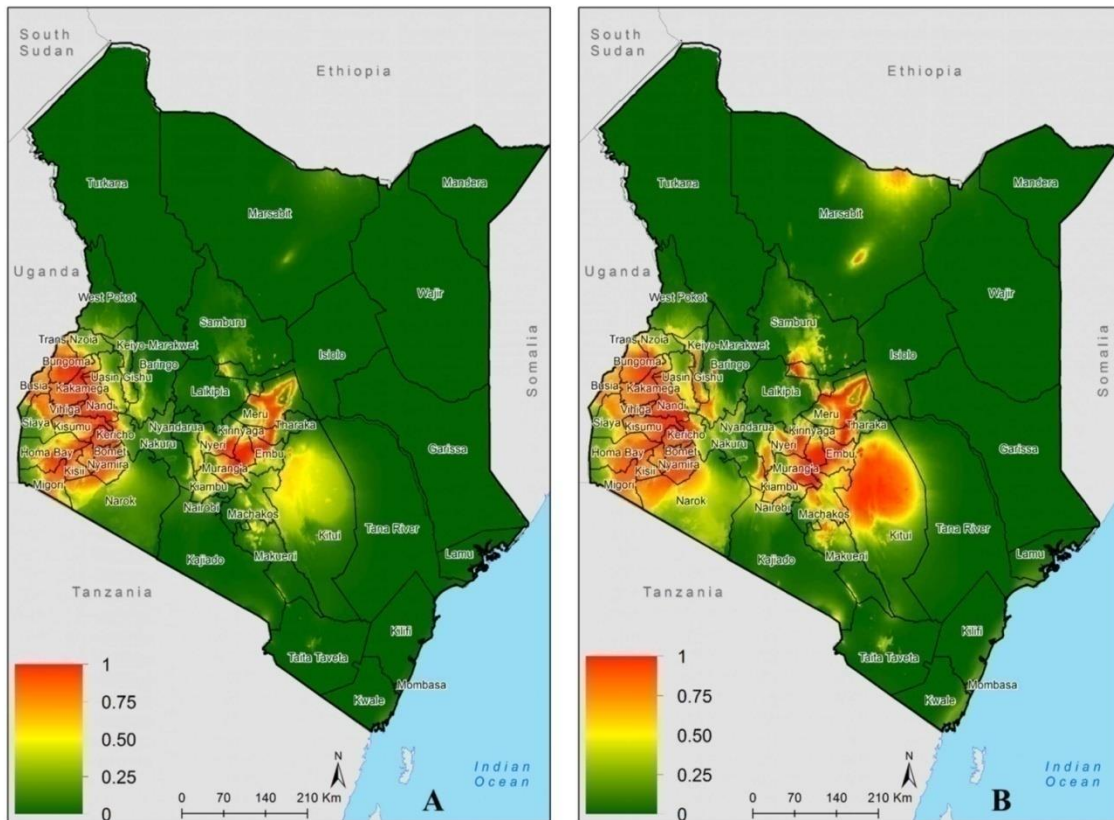 South
Sudan
Ethiopia
Turkana
Mandera
Marsabit
Uganda
Wajir
West Pokot
Somalia
Samburu
Trans Nzoia
Keiyo-Marakwet
Isiolo
Bungoma
Baringo
Uasin Gishu
Busia
Kakamega
Laikipia
Vihiga
Nandi
Meru
Siaya
Kisumu
Nyandarua
Kirinyaga
Tharaka
Kericho
Nakuru
Nyeri
Garissa
Homa Bay
Bomet
Embu
Nyamira
Murang'a
Kisii
Kiambu
Migori
Narok
Nairobi
Machakos
Kitui
Tana River
Kajiado
Makueni
Lamu
Tanzania
Kilifi
Taita Taveta
Mombasa
Kwale
1
0.75
0.50
0.25
0
N
Indian
Ocean
0 70 140 210 Km
A
South
Sudan
Ethiopia
Turkana
Mandera
Marsabit
Uganda
Wajir
West Pokot
Somalia
Samburu
Trans Nzoia
Keiyo-Marakwet
Isiolo
Bungoma
Baringo
Uasin Gishu
Busia
Kakamega
Laikipia
Vihiga
Nandi
Meru
Siaya
Kisumu
Nyandarua
Kirinyaga
Tharaka
Kericho
Nakuru
Nyeri
Garissa
Homa Bay
Bomet
Embu
Nyamira
Murang'a
Kisii
Kiambu
Migori
Narok
Nairobi
Machakos
Kitui
Tana River
Kajiado
Makueni
Lamu
Tanzania
Kilifi
Taita Taveta
Mombasa
Kwale
1
0.75
0.50
0.25
0
N
Indian
Ocean
0 70 140 210 Km
B